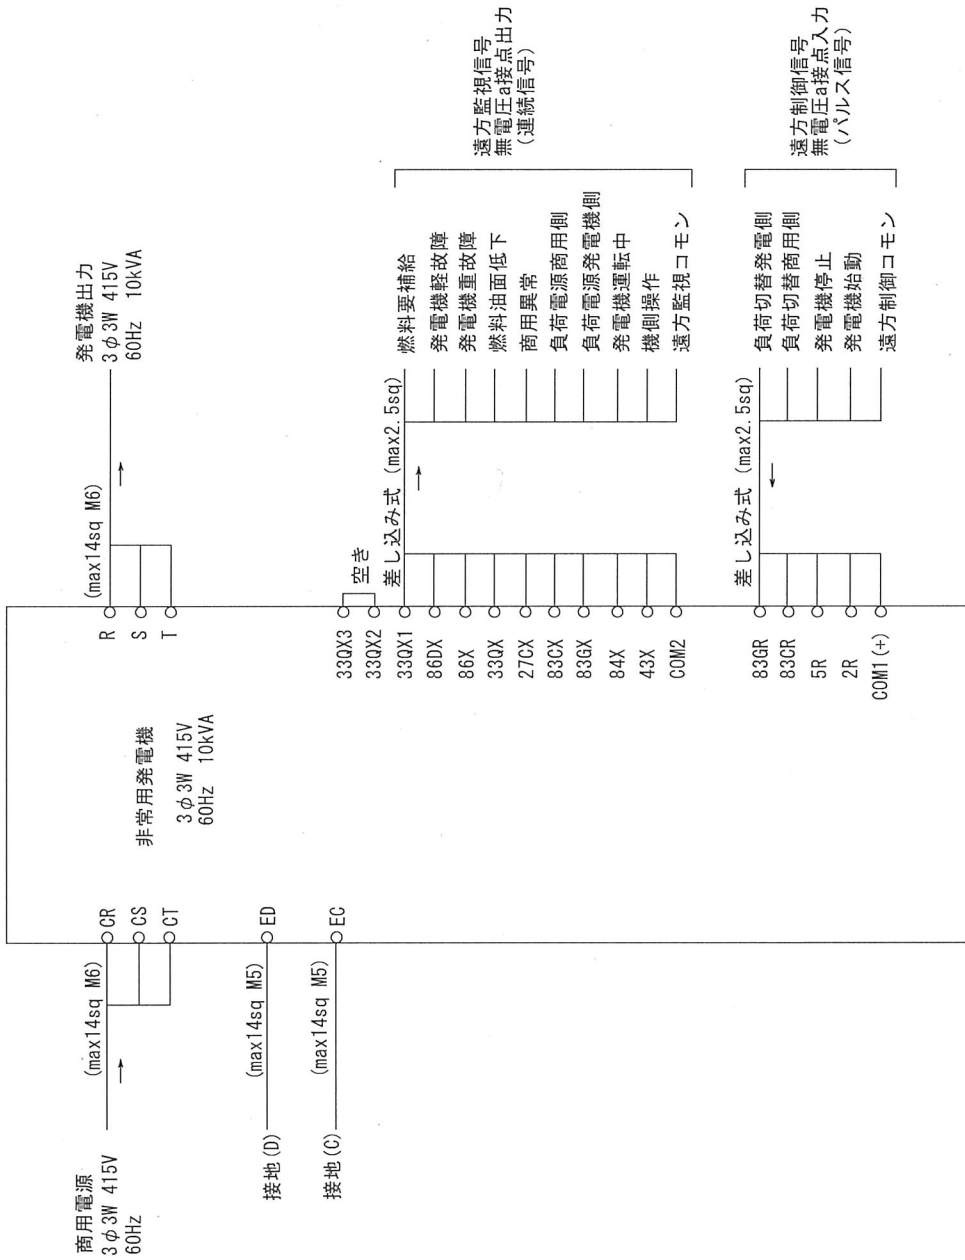 商用電源
3φ3W 415V
60Hz
(max14sq M6)
CR
CS
CT
接地(D)
(max14sq M5)
ED
接地(C)
(max14sq M5)
EC
非常用発電機
3φ3W 415V
60Hz 10kVA
R
S
T
(max14sq M6)
発電機出力
3φ3W 415V
60Hz 10kVA
33QX3
33QX2
空き
33QX1
86DX
86X
33QX
27CX
83CX
83GX
84X
43X
COM2
差し込み式 (max2.5sq)
燃料要補給
発電機軽故障
発電機重故障
燃料油面低下
商用異常
負荷電源商用側
負荷電源発電機側
発電機運転中
機側操作
遠方監視コモン
遠方監視信号
無電圧a接点出力
(連続信号)
83GR
83CR
5R
2R
COM1(+)
差し込み式 (max2.5sq)
負荷切替発電側
負荷切替商用側
発電機停止
発電機始動
遠方制御コモン
遠方制御信号
無電圧a接点入力
(パルス信号)